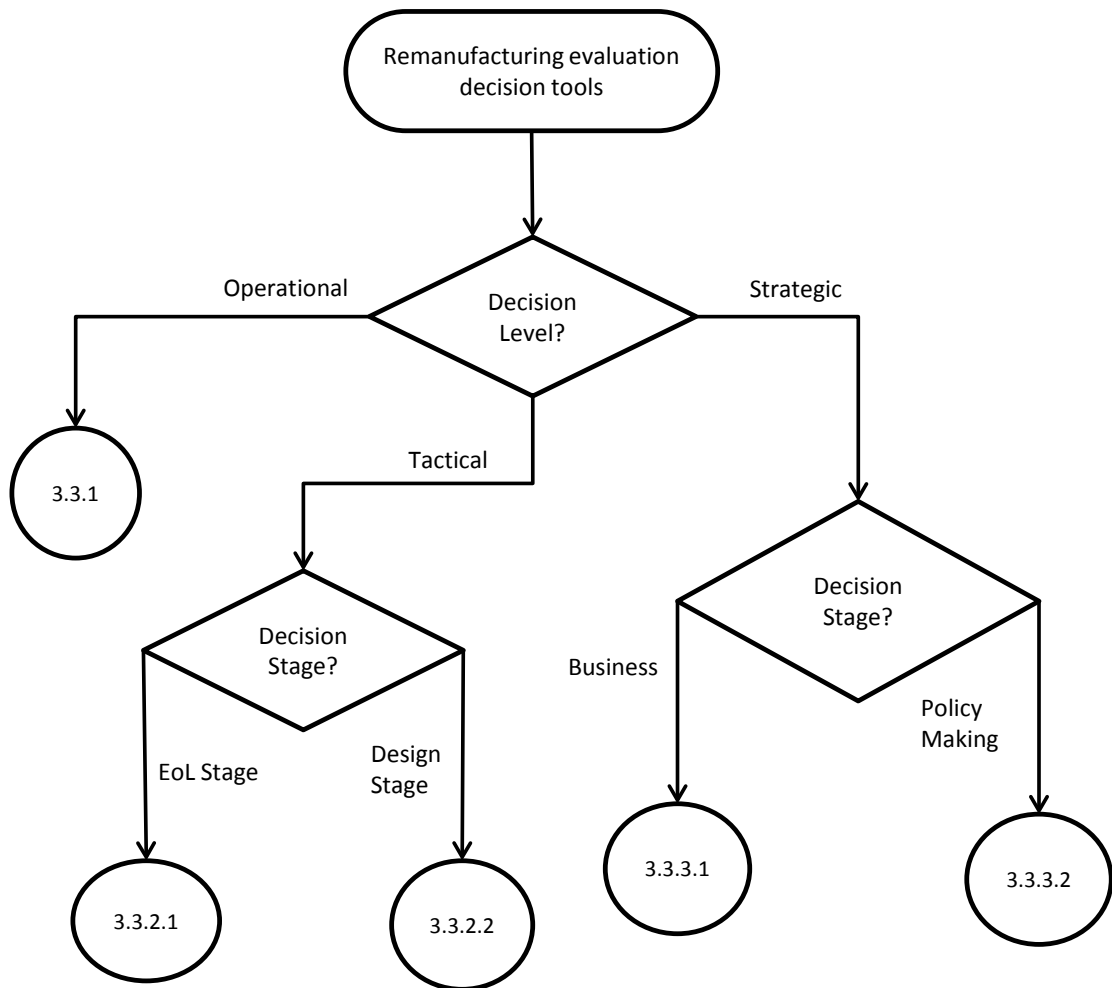 Remanufacturing evaluation
decision tools
Operational
Decision
Level?
Strategic
3.3.1
Tactical
Decision
Stage?
Decision
Stage?
Business
Policy
Making
EoL Stage
Design
Stage
3.3.3.1
3.3.3.2
3.3.2.1
3.3.2.2